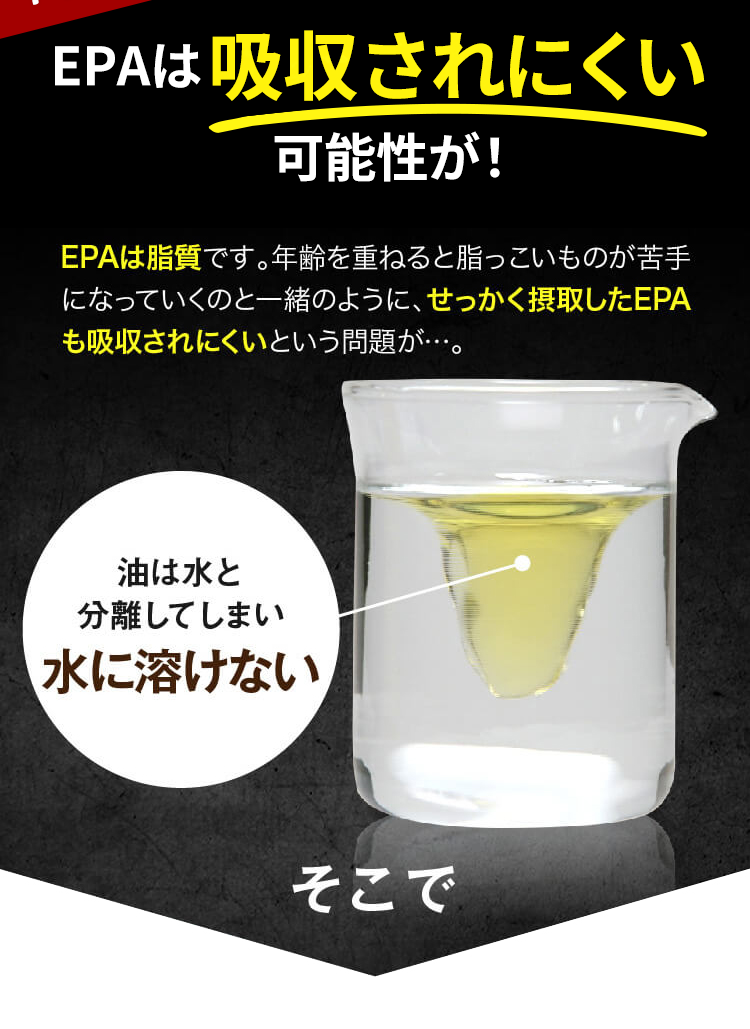 EPAは吸収されにくい
可能性が!
EPAは脂質です。年齢を重ねると脂っこいものが苦手
になっていくのと一緒のように、せっかく摂取したEPA
も吸収されにくいという問題が…。
油は水と
分離してしまい
水に溶けない
そこで